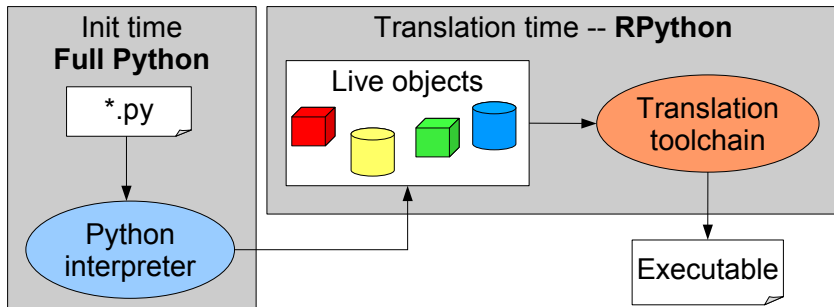 Init time
Full Python
*.py
Python
interpreter
Translation time -- RPython
Live objects
Translation
toolchain
Executable